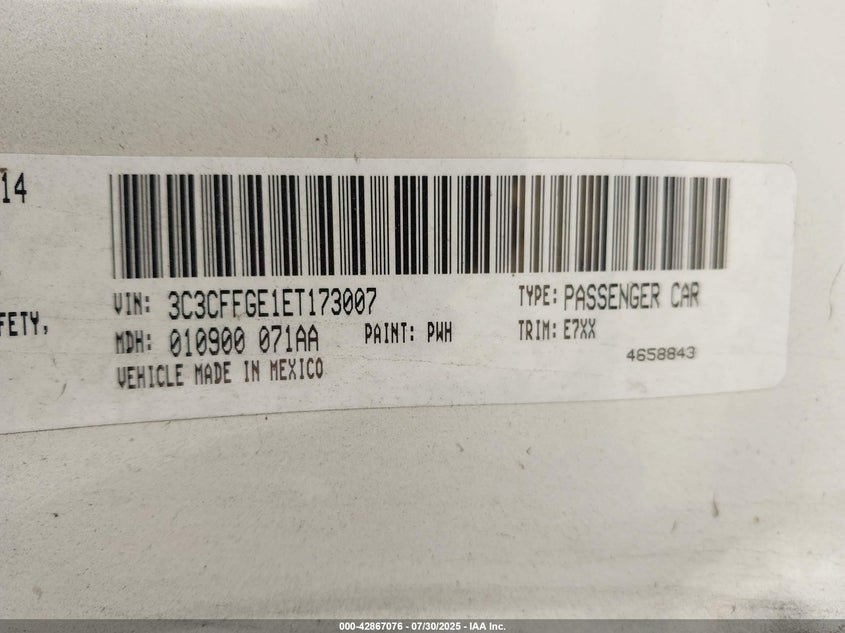 14
VIN: 3C3CFFGE1ET173007
TYPE: PASSENGER CAR
FETY,
MDH: 010900 071AA
PAINT: PWH
TRIM: E7XX
4658843
VEHICLE MADE IN MEXICO
000-42867076 - 07/30/2025 - IAA Inc.